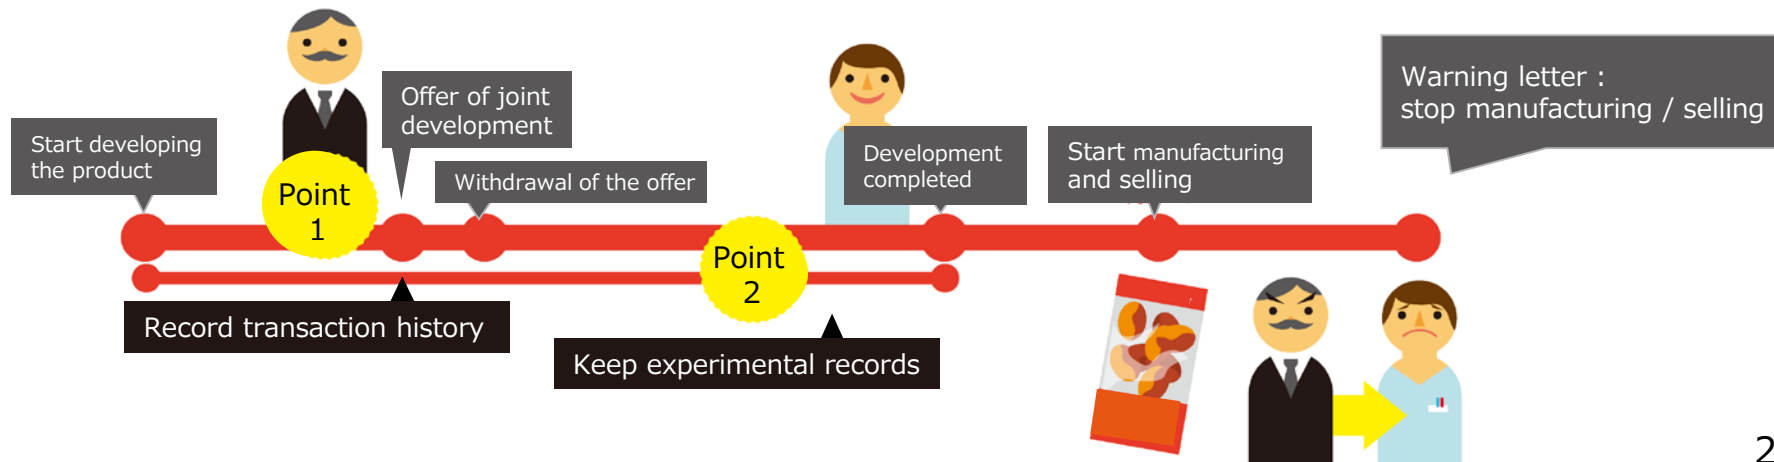 Start developing
the product
Point
1
Offer of joint
development
Withdrawal of the offer
Development
completed
Start manufacturing
and selling
Warning letter :
stop manufacturing / selling
Point
2
Record transaction history
Keep experimental records
2